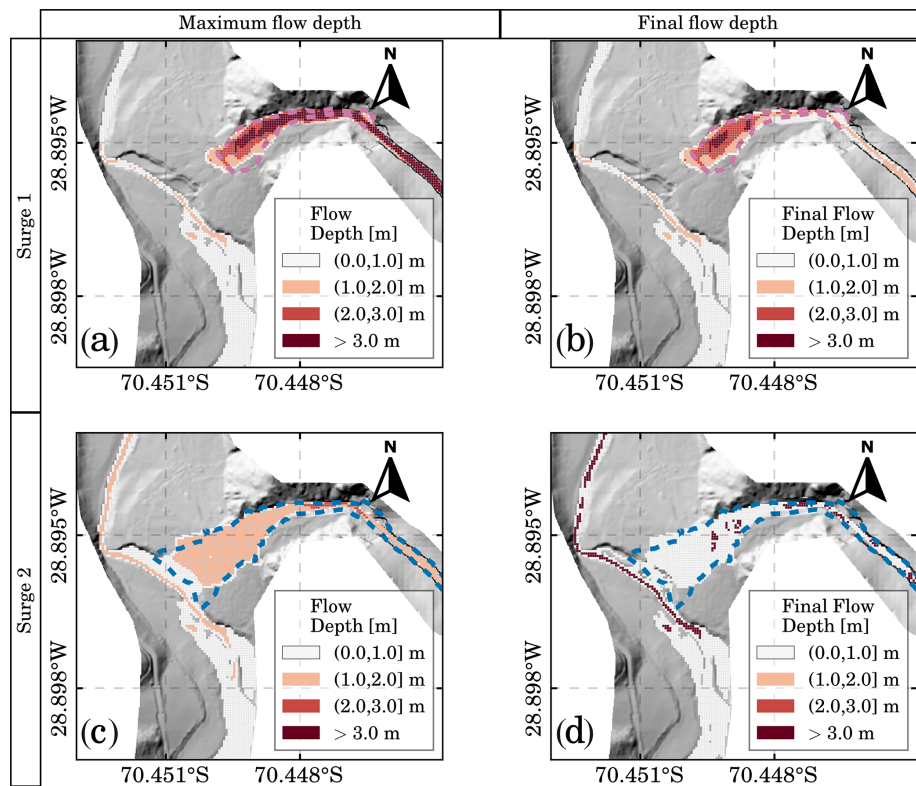 Maximum flow depth
Final flow depth
Surge 1
N
28.895°W
28.898°W
Flow
Depth [m]
(0.0,1.0] m
(1.0,2.0] m
(2.0,3.0] m
> 3.0 m
(a)
70.451°S
70.448°S
N
28.895°W
28.898°W
Final Flow
Depth [m]
(0.0,1.0] m
(1.0,2.0] m
(2.0,3.0] m
> 3.0 m
(b)
70.451°S
70.448°S
Surge 2
N
28.895°W
28.898°W
Flow
Depth [m]
(0.0,1.0] m
(1.0,2.0] m
(2.0,3.0] m
> 3.0 m
(c)
70.451°S
70.448°S
N
28.895°W
28.898°W
Final Flow
Depth [m]
(0.0,1.0] m
(1.0,2.0] m
(2.0,3.0] m
> 3.0 m
(d)
70.451°S
70.448°S